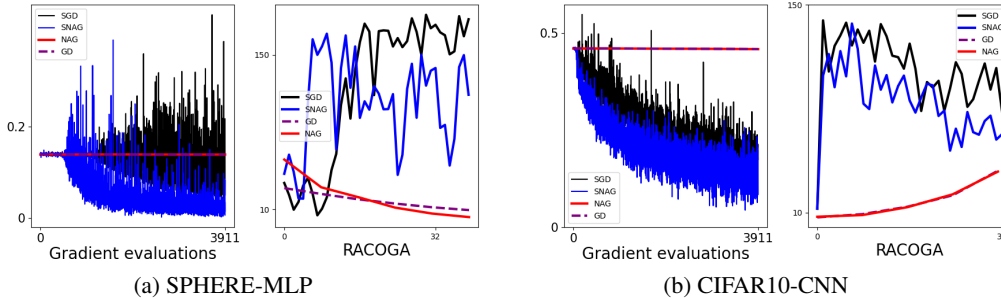 SGD
SNAG
NAG
GD
0.2
0
0
3911
Gradient evaluations
150
10
SGD
SNAG
GD
NAG
0
32
RACOGA
(a) SPHERE-MLP
0.5
0
SGD
SNAG
NAG
GD
0
3911
Gradient evaluations
150
10
SGD
SNAG
GD
NAG
0
RACOGA
(b) CIFAR10-CNN